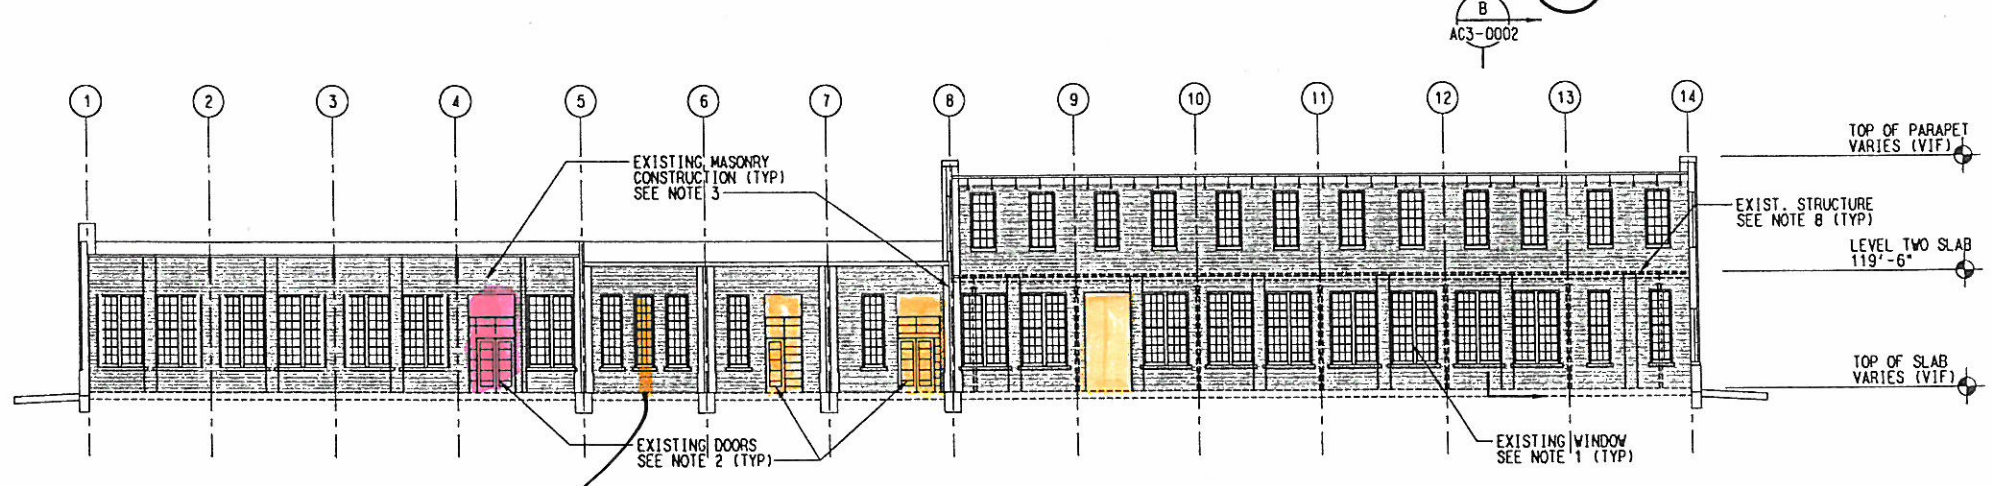 B
AC3-0002
1 2 3 4 5 6 7 8 9 10 11 12 13 14
TOP OF PARAPET
VARIES (VIF)
EXISTING MASONRY
CONSTRUCTION (TYP)
SEE NOTE 3
EXIST. STRUCTURE
SEE NOTE 8 (TYP)
LEVEL TWO SLAB
119'-6"
TOP OF SLAB
VARIES (VIF)
EXISTING DOORS
SEE NOTE 2 (TYP)
EXISTING WINDOW
SEE NOTE 1 (TYP)